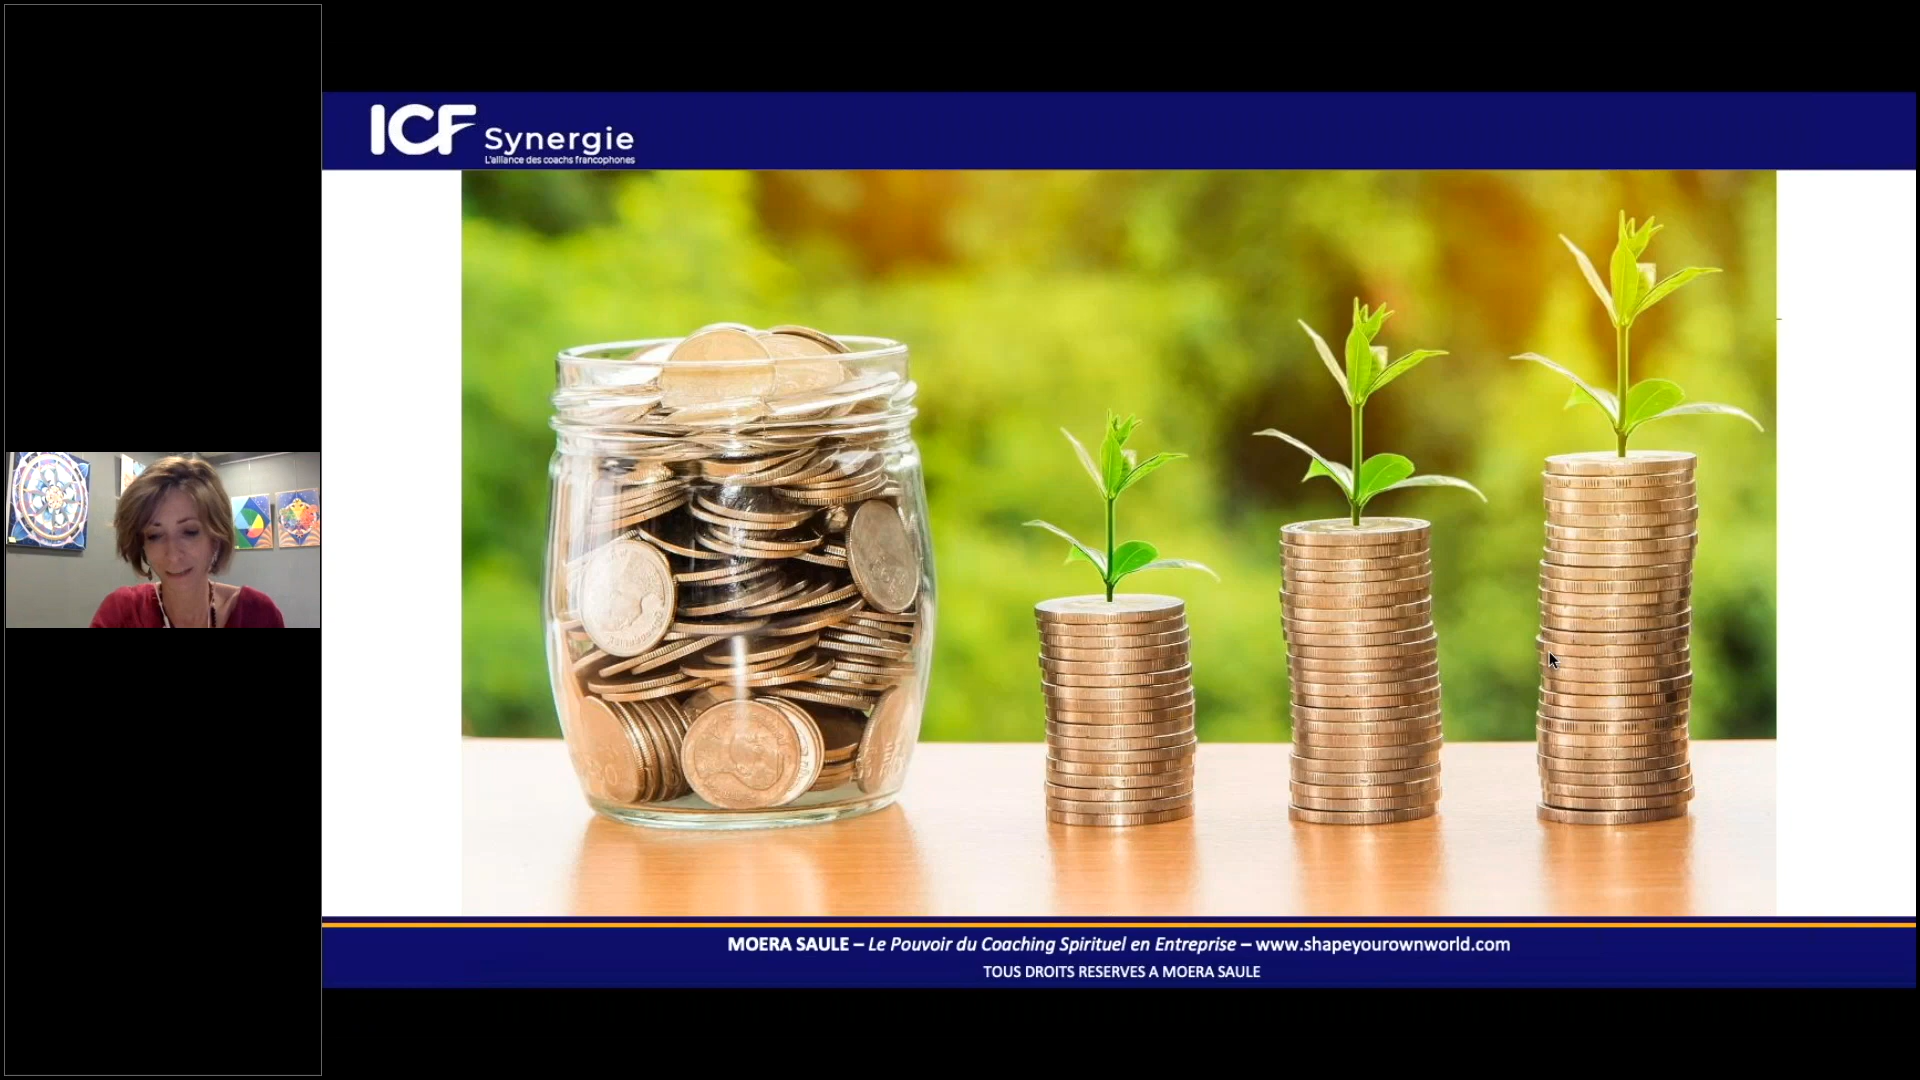 ICF Synergie
L'alliance des coachs francophones
MOERA SAULE – Le Pouvoir du Coaching Spirituel en Entreprise – www.shapeyourownworld.com
TOUS DROITS RESERVES A MOERA SAULE